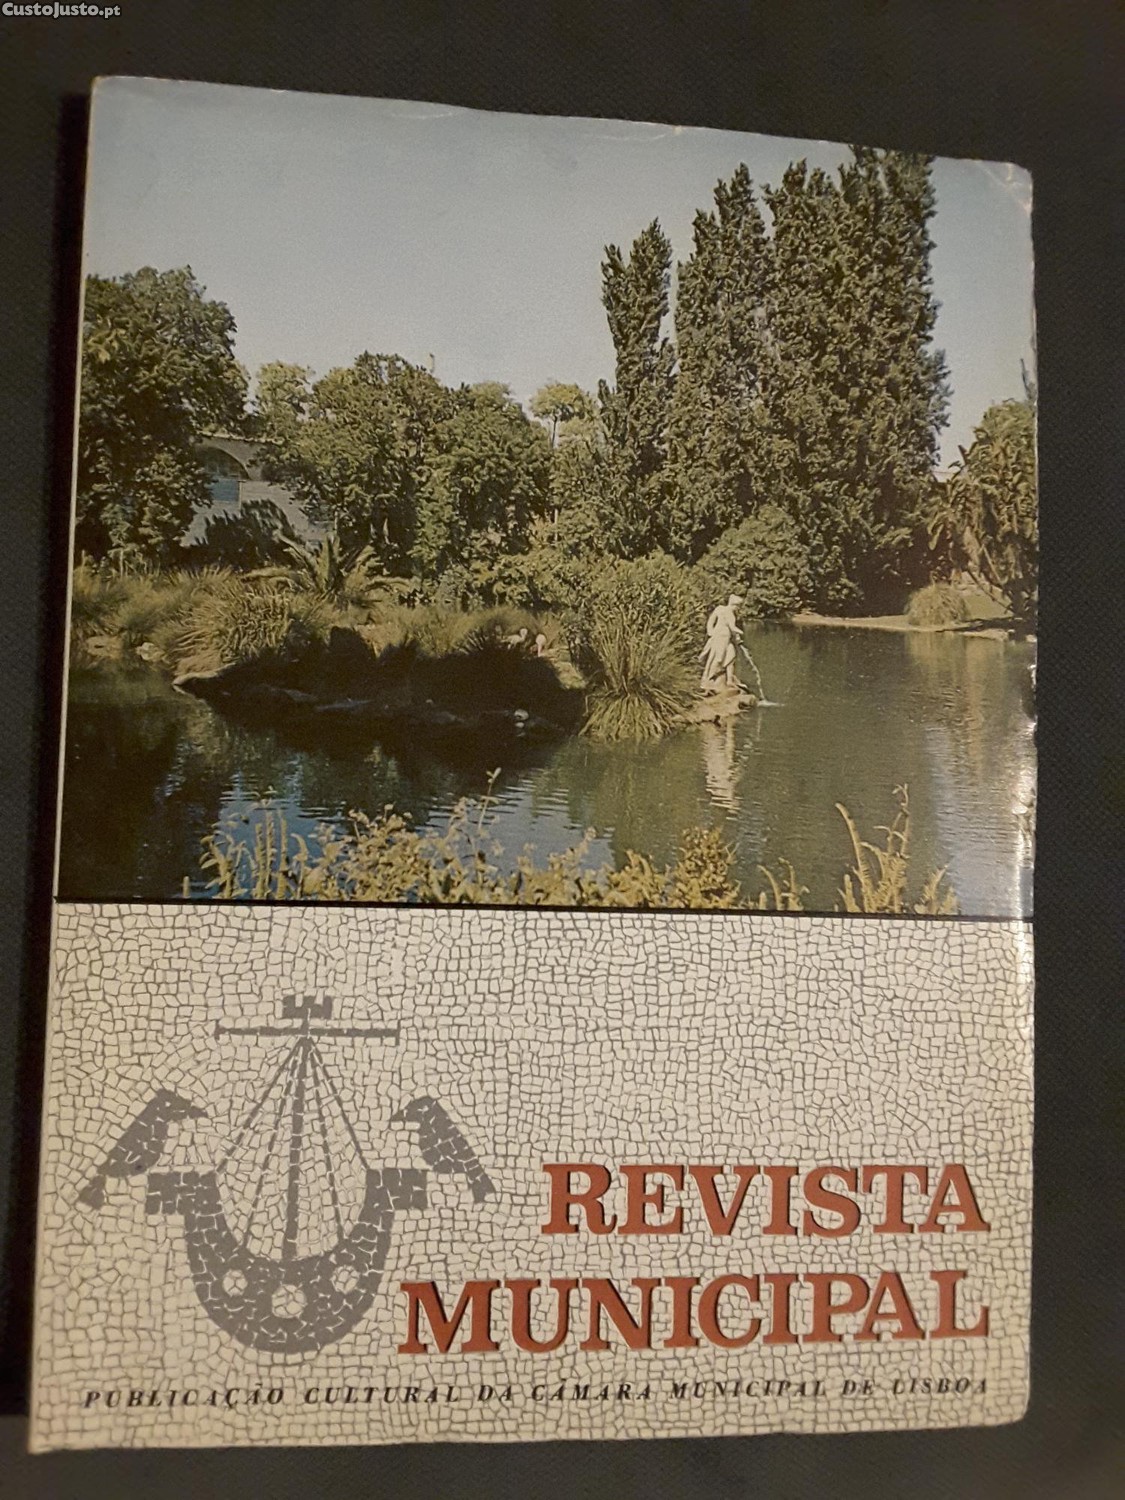 CustoJusto.pt
REVISTA
MUNICIPAL
PUBLICAÇÃO CULTURAL DA CÂMARA MUNICIPAL DE LISBOA